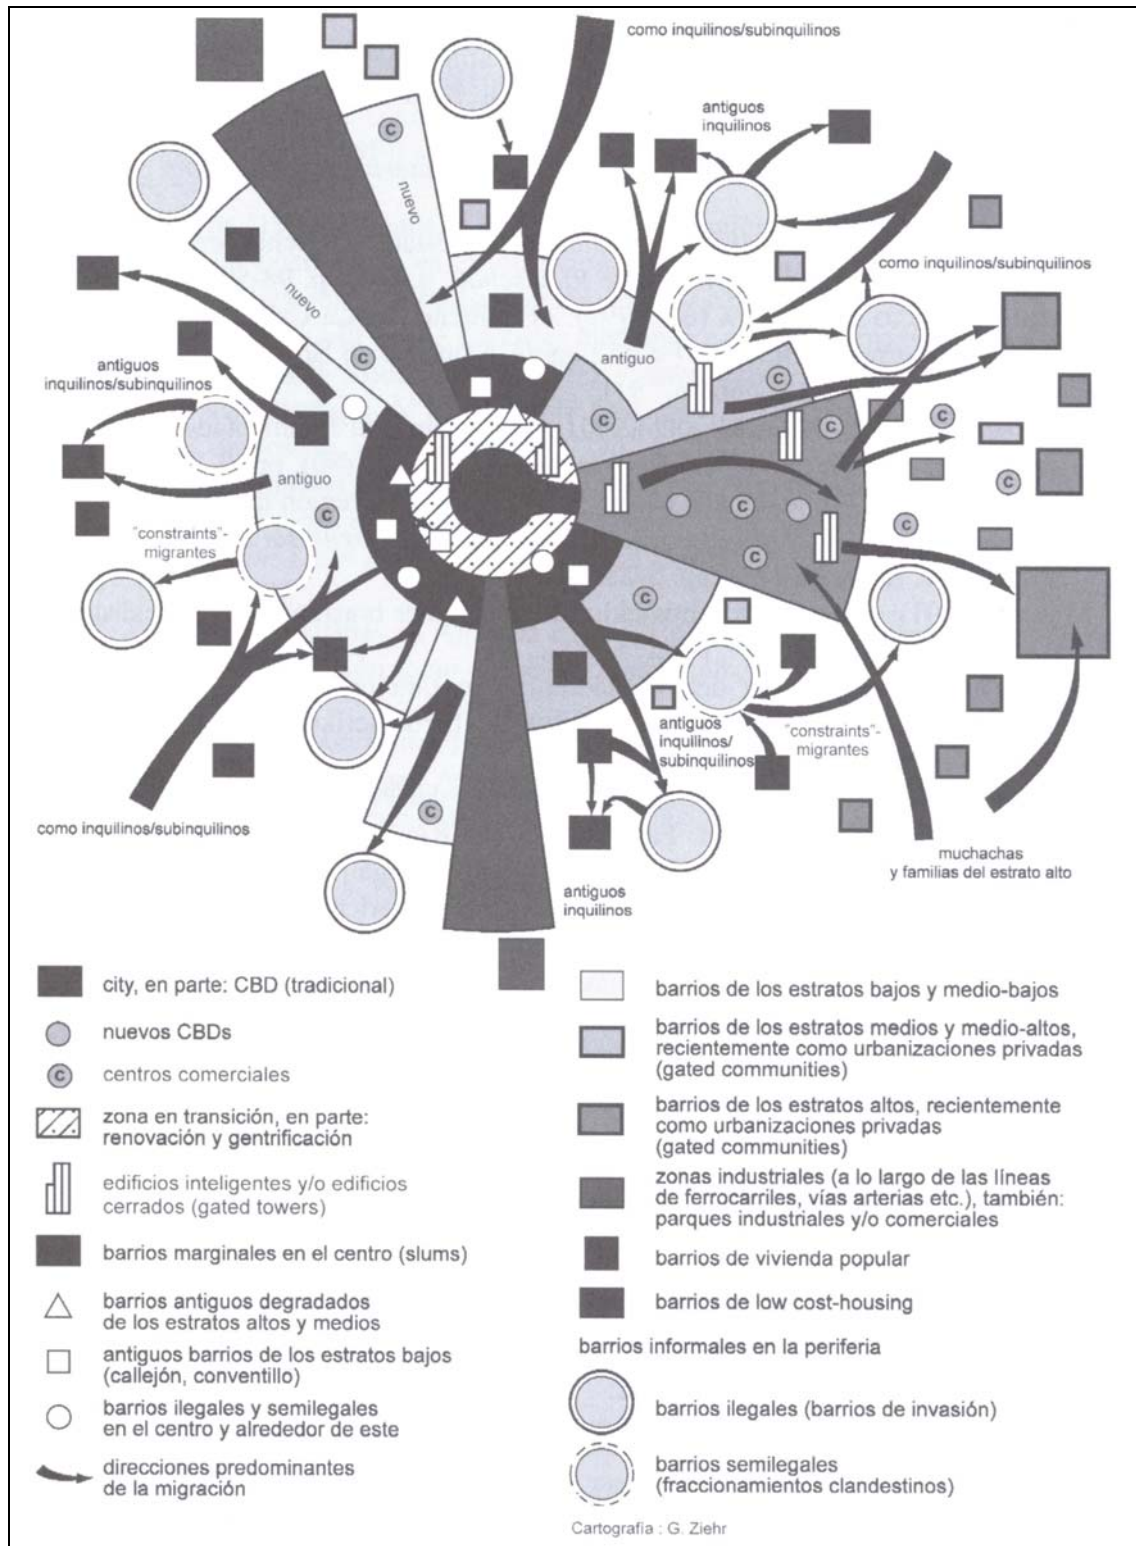 como inquilinos/subinquilinos
antiguos
inquilinos
C
nuevo
como inquilinos/subinquilinos
nuevo
antiguo
C
C
antiguos
inquilinos/subinquilinos
C
C
C
antiguo
C
C
C
"constraints"-
migrantes
C
C
C
antiguos
inquilinos/
subinquilinos
"constraints"-
migrantes
C
como inquilinos/subinquilinos
muchachas
y familias del estrato alto
antiguos
inquilinos
city, en parte: CBD (tradicional)
nuevos CBDs
C
centros comerciales
zona en transición, en parte:
renovación y gentrificación
edificios inteligentes y/o edificios
cerrados (gated towers)
barrios marginales en el centro (slums)
barrios antiguos degradados
de los estratos altos y medios
antiguos barrios de los estratos bajos
(callejón, conventillo)
barrios ilegales y semilegales
en el centro y alrededor de este
direcciones predominantes
de la migración
barrios de los estratos bajos y medio-bajos
barrios de los estratos medios y medio-altos,
recientemente como urbanizaciones privadas
(gated communities)
barrios de los estratos altos, recientemente
como urbanizaciones privadas
(gated communities)
zonas industriales (a lo largo de las líneas
de ferrocarriles, vías arterias etc.), también:
parques industriales y/o comerciales
barrios de vivienda popular
barrios de low cost-housing
barrios informales en la periferia
barrios ilegales (barrios de invasión)
barrios semilegales
(fraccionamientos clandestinos)
Cartografía : G. Ziehr